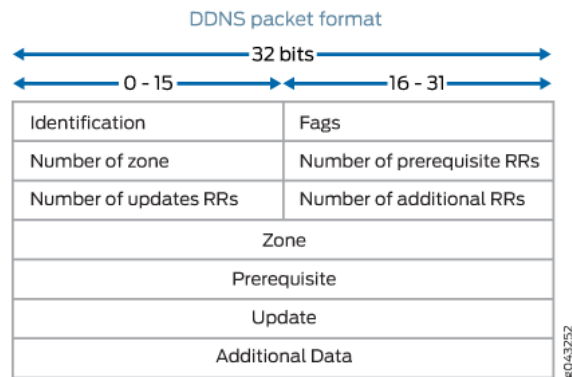 DDNS packet format
32 bits
0 - 15 16 - 31
Identification Fags
Number of zone Number of prerequisite RRs
Number of updates RRs Number of additional RRs
Zone
Prerequisite
Update
Additional Data
g043252